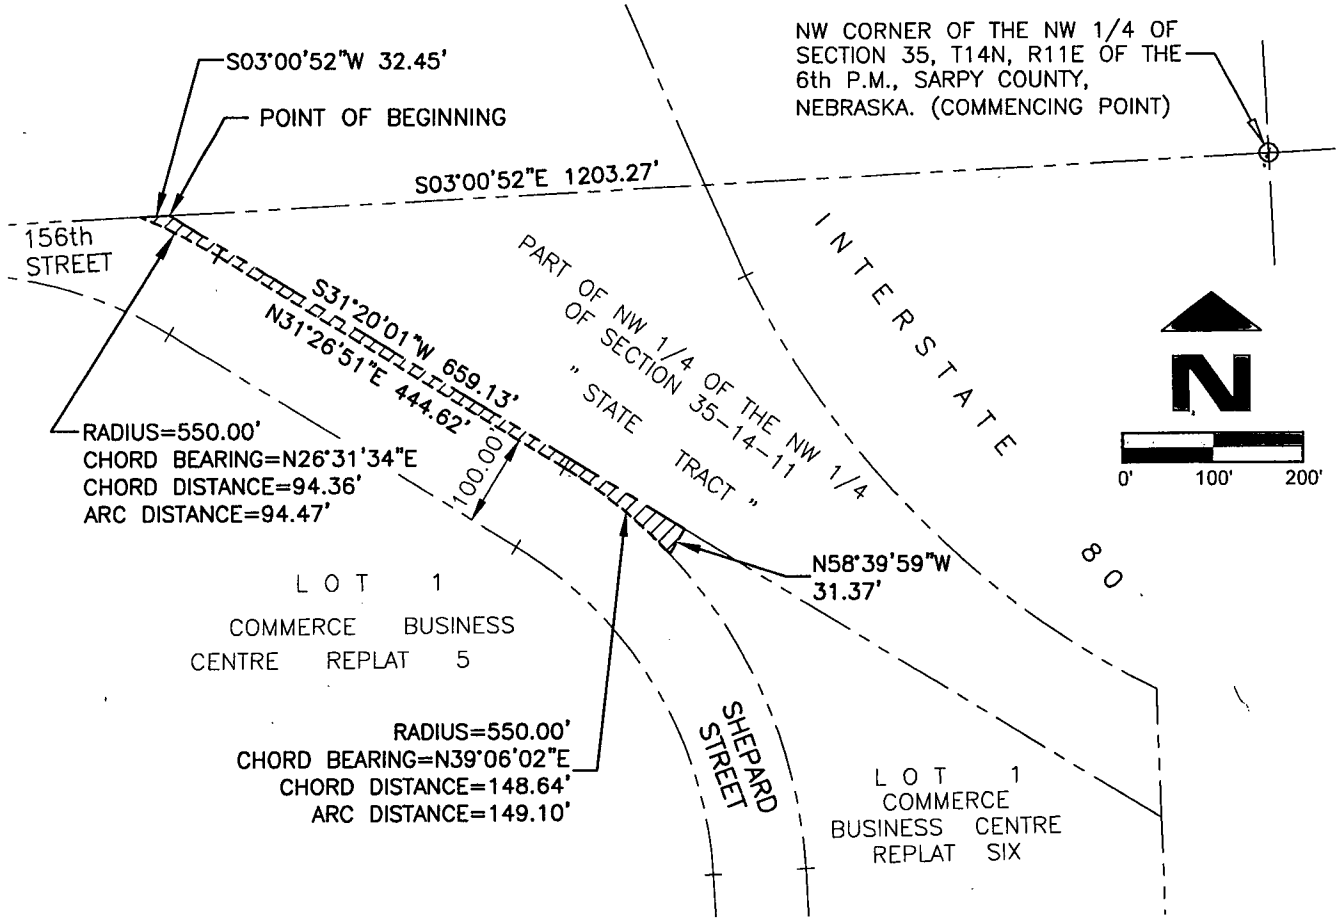 NW CORNER OF THE NW 1/4 OF
SECTION 35, T14N, R11E OF THE
6th P.M., SARPY COUNTY,
NEBRASKA. (COMMENCING POINT)
S03°00'52"W 32.45'
POINT OF BEGINNING
S03°00'52"E 1203.27'
156th
STREET
INTERSTATE
80
PART OF NW 1/4 OF THE NW 1/4
OF SECTION 35-14-11
" STATE TRACT "
S31°20'01"W 659.13'
N31°26'51"E 444.62'
100.00'
N
0' 100' 200'
RADIUS=550.00'
CHORD BEARING=N26°31'34"E
CHORD DISTANCE=94.36'
ARC DISTANCE=94.47'
N58°39'59"W
31.37'
LOT 1
COMMERCE BUSINESS
CENTRE REPLAT 5
RADIUS=550.00'
CHORD BEARING=N39°06'02"E
CHORD DISTANCE=148.64'
ARC DISTANCE=149.10'
SHEPARD
STREET
LOT 1
COMMERCE
BUSINESS CENTRE
REPLAT SIX